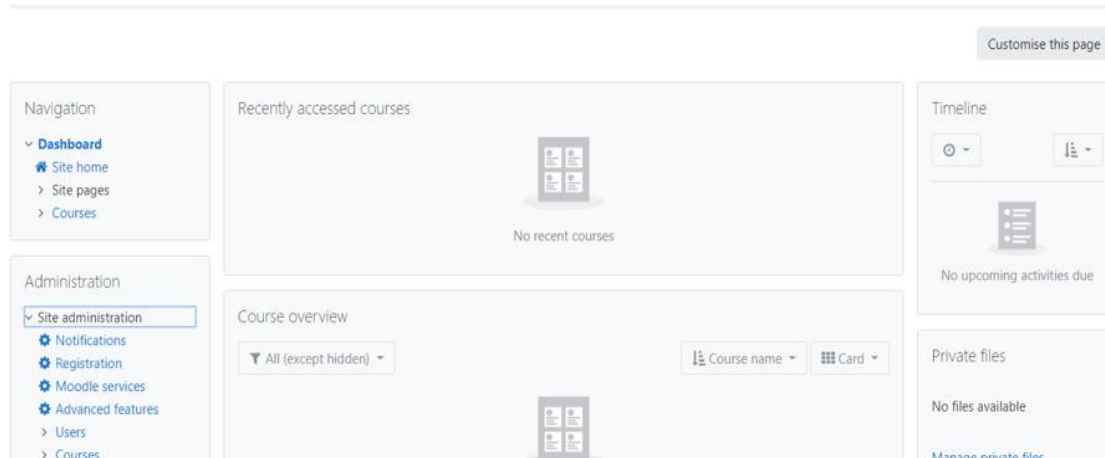 Customise this page
Navigation
Dashboard
Site home
Site pages
Courses
Administration
Site administration
Notifications
Registration
Moodle services
Advanced features
Users
Courses
Recently accessed courses
No recent courses
Course overview
All (except hidden)
Course name
Card
Timeline
No upcoming activities due
Private files
No files available
Manage private files